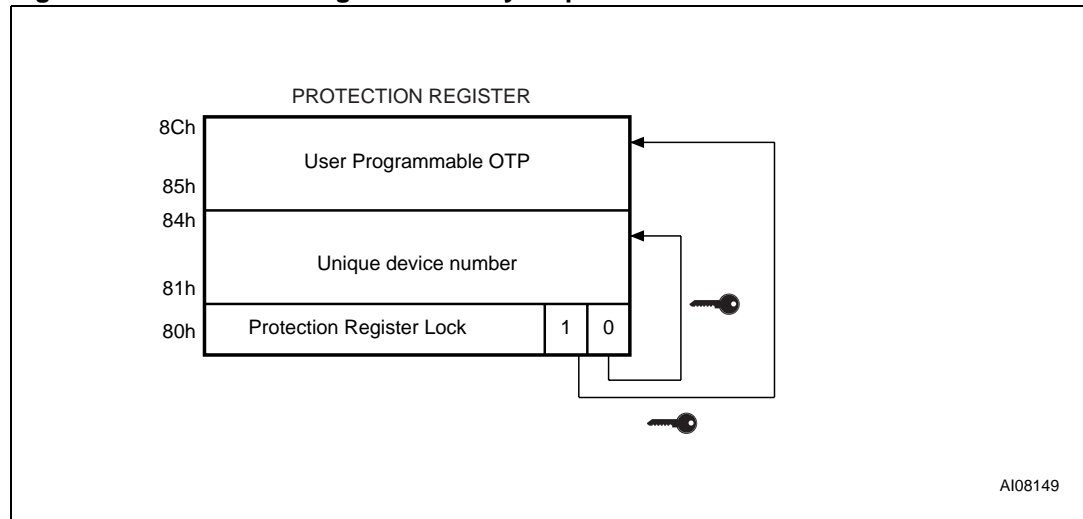 PROTECTION REGISTER
8Ch
User Programmable OTP
85h
84h
Unique device number
81h
80h
Protection Register Lock
1
0
AI08149